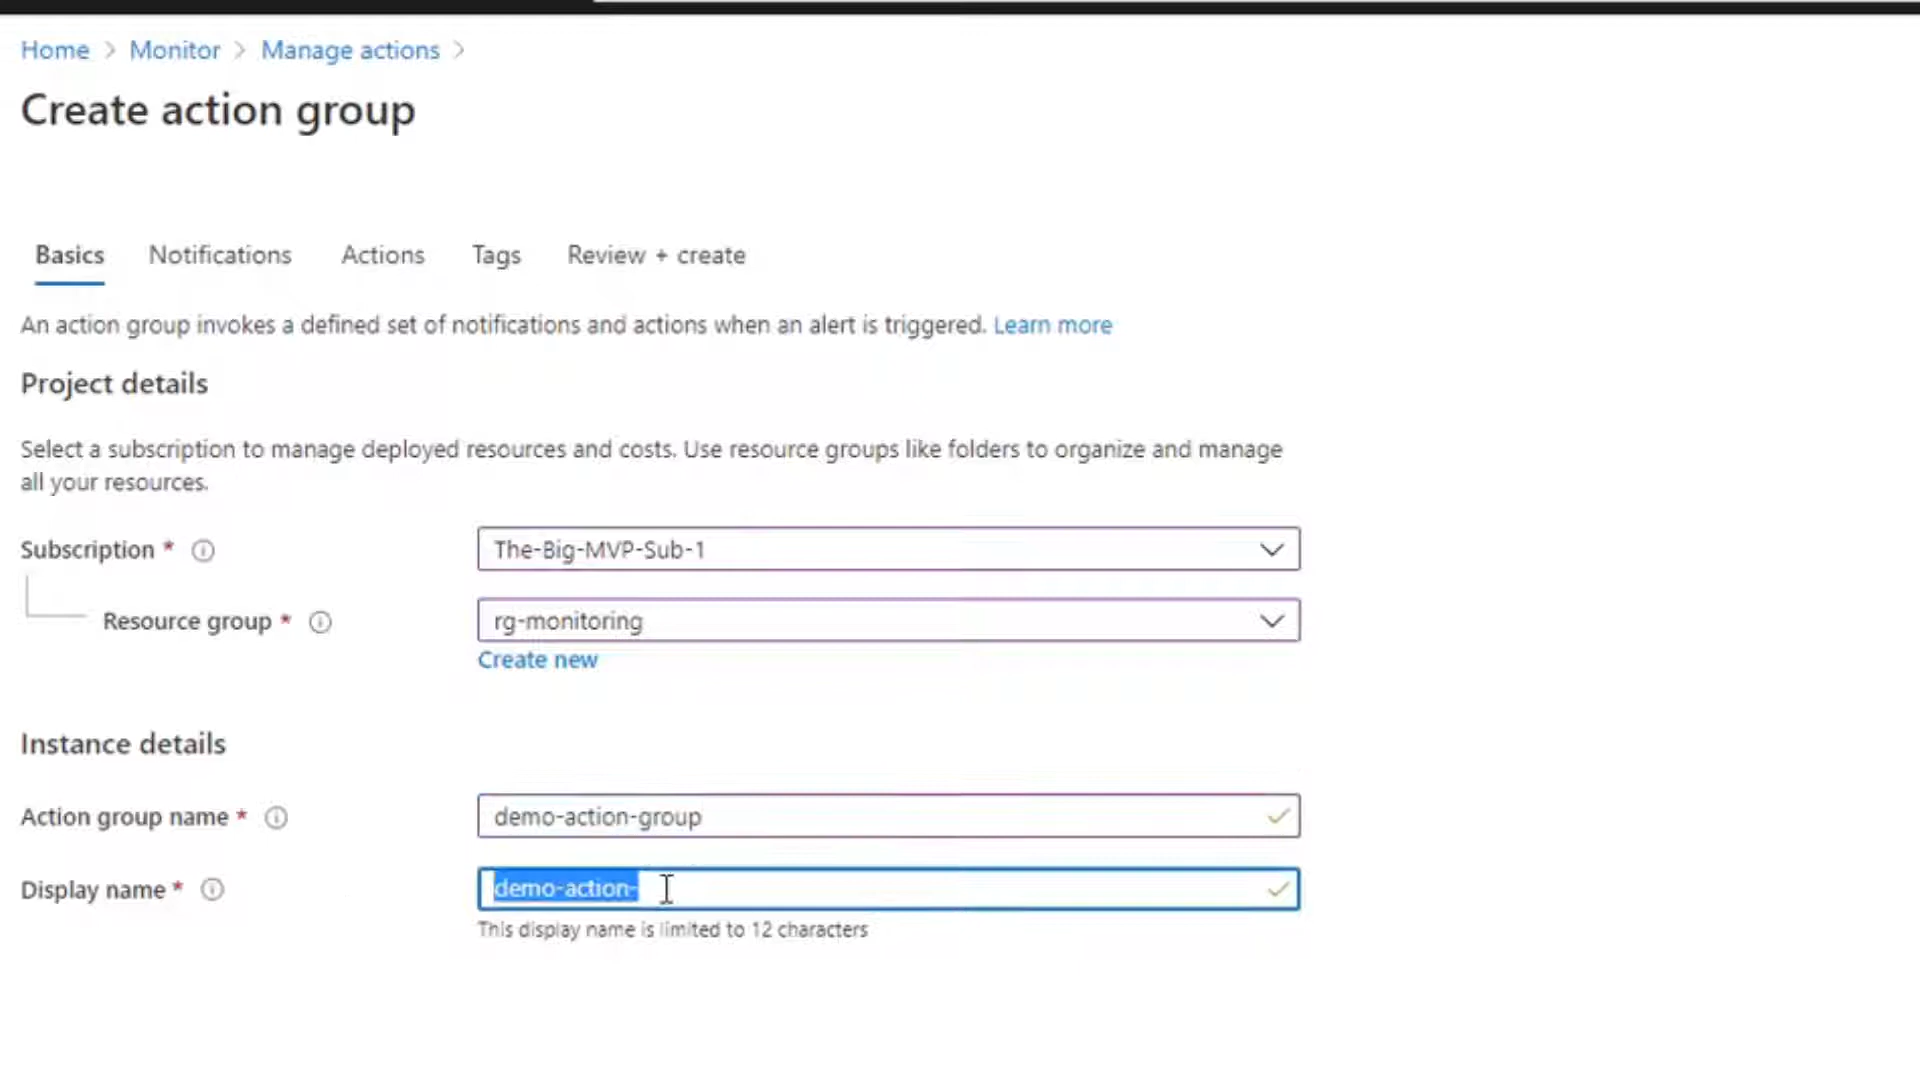 Home > Monitor > Manage actions >
Create action group
Basics Notifications Actions Tags Review + create
An action group invokes a defined set of notifications and actions when an alert is triggered. Learn more
Project details
Select a subscription to manage deployed resources and costs. Use resource groups like folders to organize and manage
all your resources.
Subscription * The-Big-MVP-Sub-1
Resource group * rg-monitoring
Create new
Instance details
Action group name * demo-action-group
Display name * demo-action-
This display name is limited to 12 characters